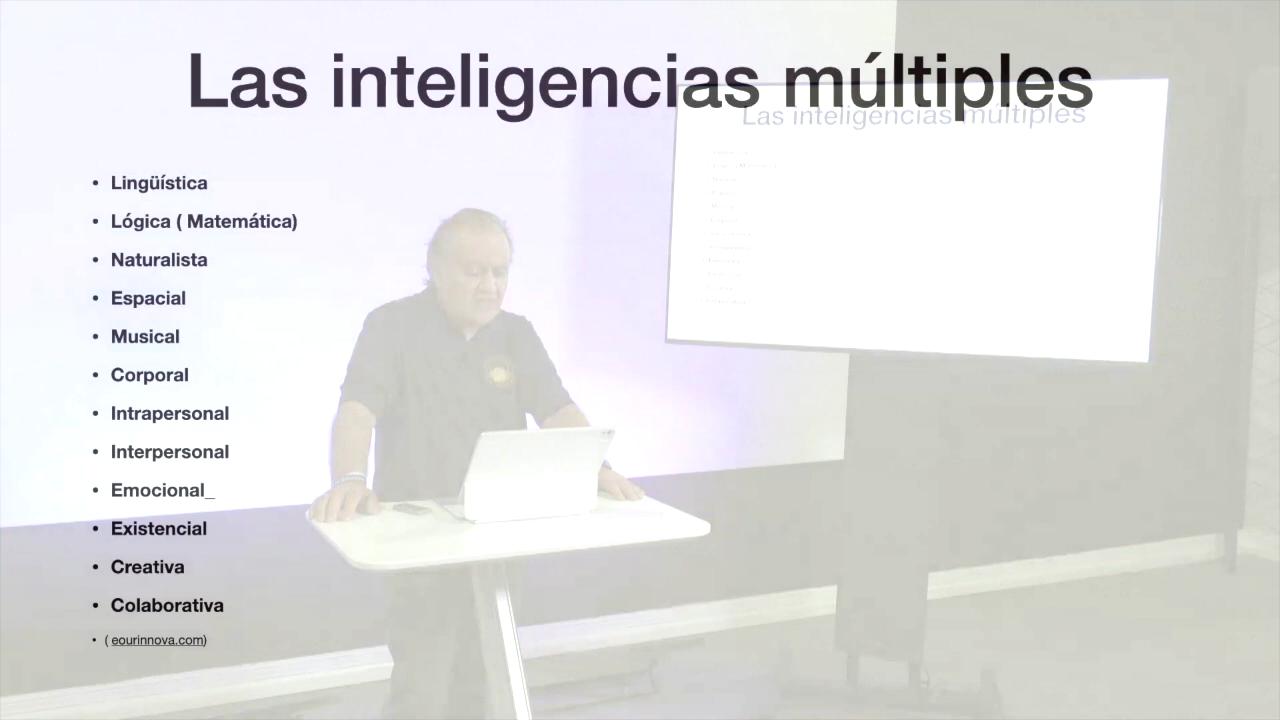 Las inteligencias múltiples
Las inteligencias múltiples
• Lingüística
• Lógica ( Matemática)
• Naturalista
• Espacial
• Musical
• Corporal
• Intrapersonal
• Interpersonal
• Emocional_
• Existencial
• Creativa
• Colaborativa
• ( eourinnova.com)